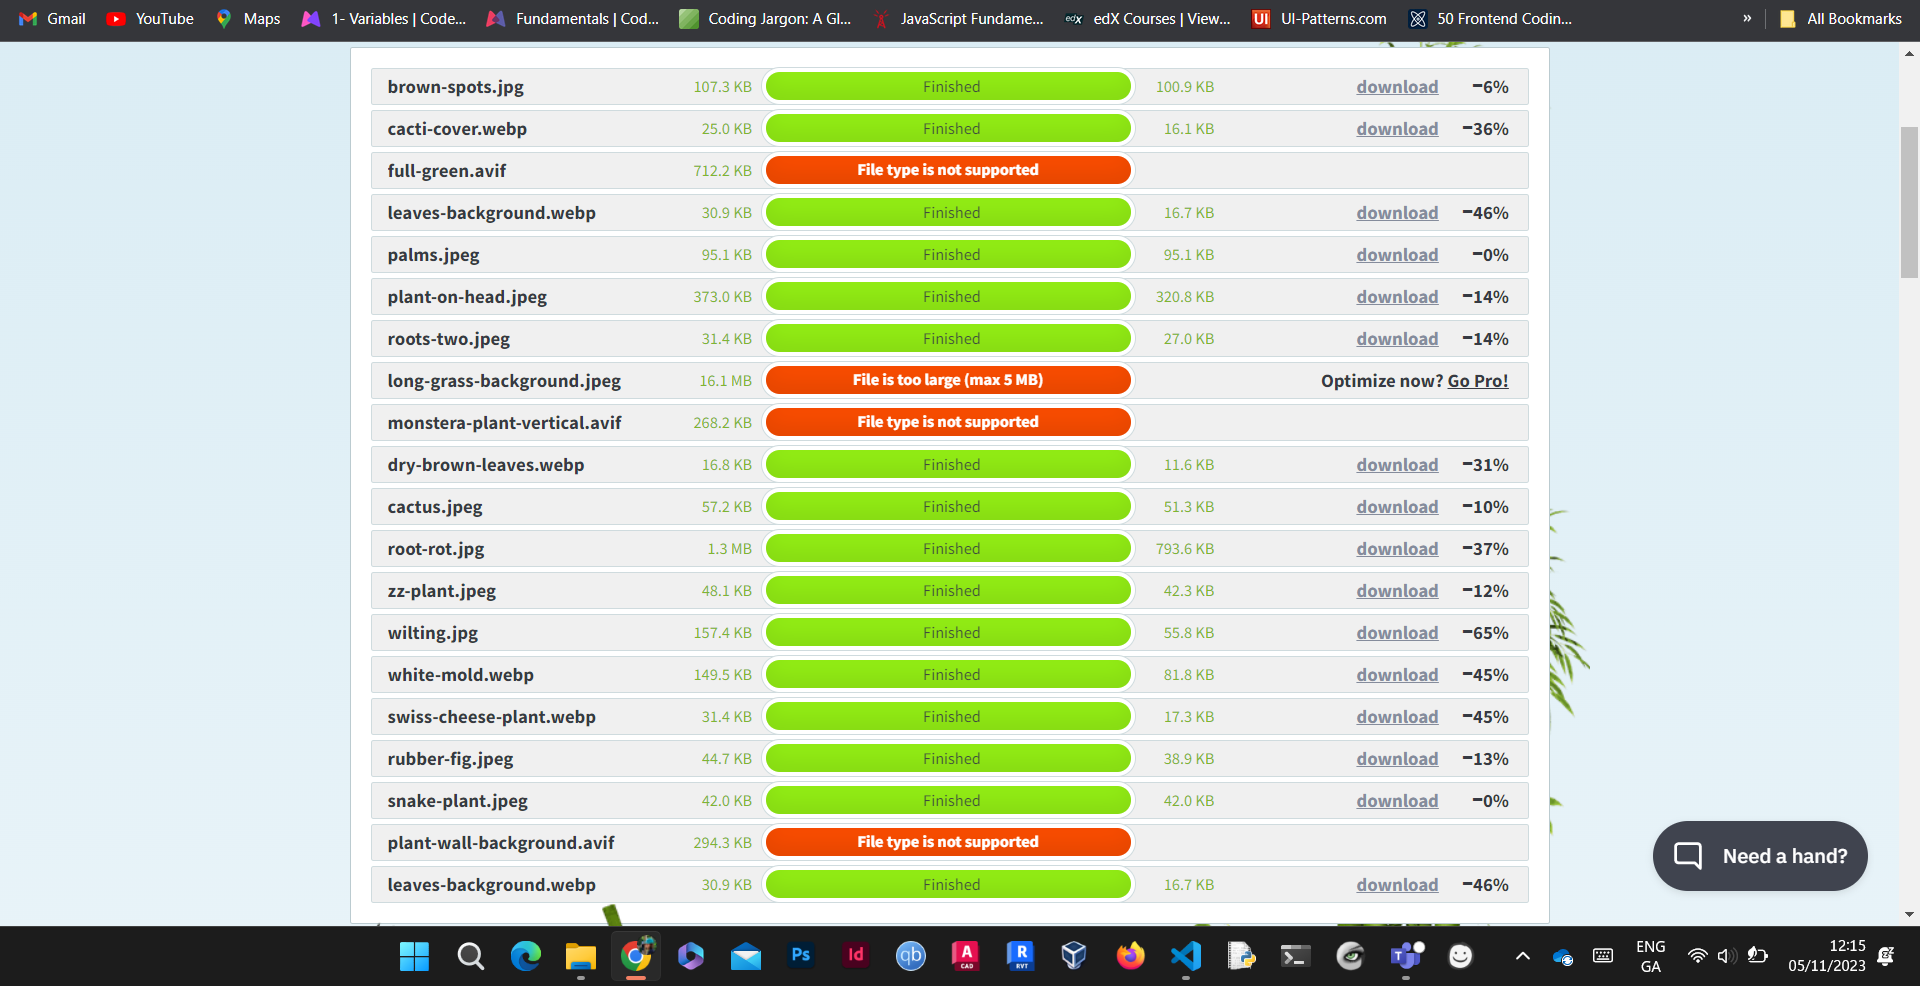 Gmail YouTube Maps 1- Variables | Code... Fundamentals | Cod... Coding Jargon: A Gl... JavaScript Fundame... edX edX Courses | View... UI UI-Patterns.com 50 Frontend Codin... » All Bookmarks
brown-spots.jpg 107.3 KB Finished 100.9 KB download −6%
cacti-cover.webp 25.0 KB Finished 16.1 KB download −36%
full-green.avif 712.2 KB File type is not supported
leaves-background.webp 30.9 KB Finished 16.7 KB download −46%
palms.jpeg 95.1 KB Finished 95.1 KB download −0%
plant-on-head.jpeg 373.0 KB Finished 320.8 KB download −14%
roots-two.jpeg 31.4 KB Finished 27.0 KB download −14%
long-grass-background.jpeg 16.1 MB File is too large (max 5 MB) Optimize now? Go Pro!
monstera-plant-vertical.avif 268.2 KB File type is not supported
dry-brown-leaves.webp 16.8 KB Finished 11.6 KB download −31%
cactus.jpeg 57.2 KB Finished 51.3 KB download −10%
root-rot.jpg 1.3 MB Finished 793.6 KB download −37%
zz-plant.jpeg 48.1 KB Finished 42.3 KB download −12%
wilting.jpg 157.4 KB Finished 55.8 KB download −65%
white-mold.webp 149.5 KB Finished 81.8 KB download −45%
swiss-cheese-plant.webp 31.4 KB Finished 17.3 KB download −45%
rubber-fig.jpeg 44.7 KB Finished 38.9 KB download −13%
snake-plant.jpeg 42.0 KB Finished 42.0 KB download −0%
plant-wall-background.avif 294.3 KB File type is not supported
Need a hand?
leaves-background.webp 30.9 KB Finished 16.7 KB download −46%
Ps Id qb A CAD R RVT T ENG 12:15
GA 05/11/2023